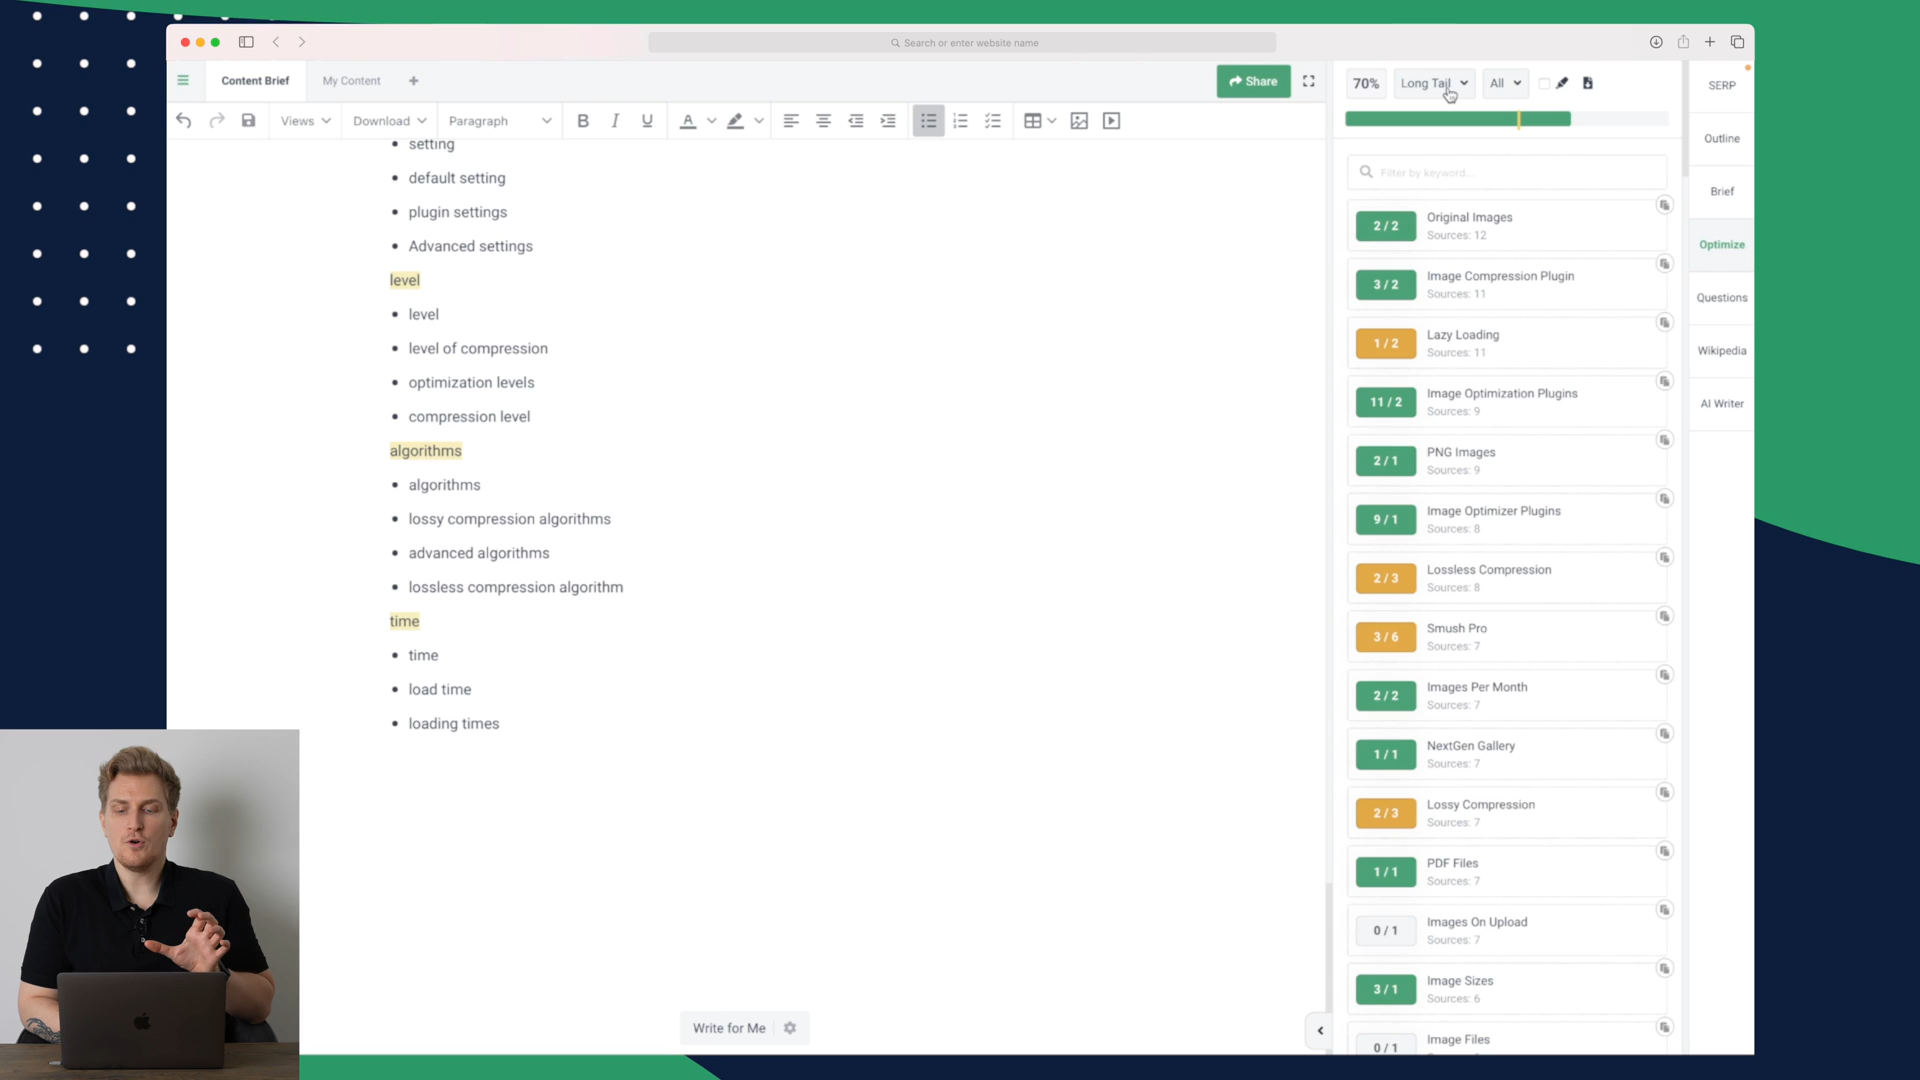 Search or enter website name
Content Brief
My Content
+
Share
70%
Long Tail
All
SERP
Views
Download
Paragraph
B
I
U
A
Outline
Filter by keyword...
Brief
Optimize
Questions
Wikipedia
AI Writer
setting
default setting
plugin settings
Advanced settings
level
level
level of compression
optimization levels
compression level
algorithms
algorithms
lossy compression algorithms
advanced algorithms
lossless compression algorithm
time
time
load time
loading times
Write for Me
2 / 2
Original Images
Sources: 12
3 / 2
Image Compression Plugin
Sources: 11
1 / 2
Lazy Loading
Sources: 11
11 / 2
Image Optimization Plugins
Sources: 9
2 / 1
PNG Images
Sources: 9
9 / 1
Image Optimizer Plugins
Sources: 8
2 / 3
Lossless Compression
Sources: 8
3 / 6
Smush Pro
Sources: 7
2 / 2
Images Per Month
Sources: 7
1 / 1
NextGen Gallery
Sources: 7
2 / 3
Lossy Compression
Sources: 7
1 / 1
PDF Files
Sources: 7
0 / 1
Images On Upload
Sources: 7
3 / 1
Image Sizes
Sources: 6
0 / 1
Image Files